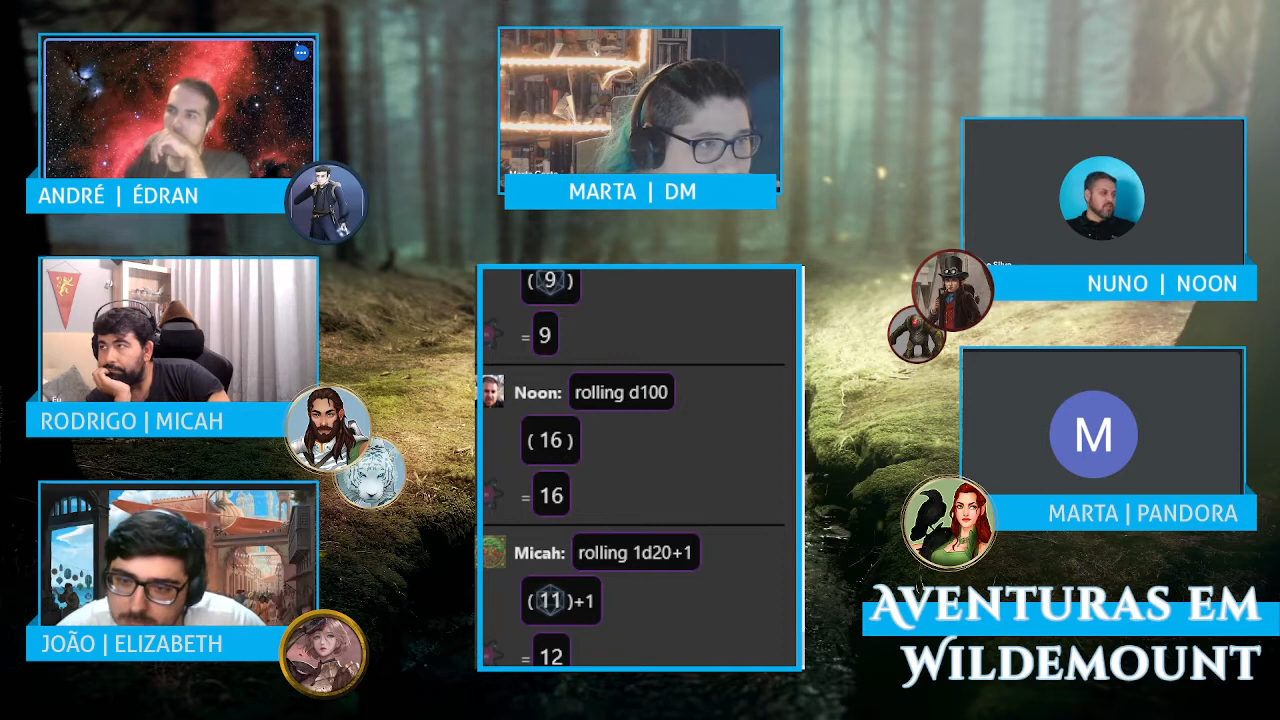 ANDRÉ | ÉDRAN
MARTA | DM
NUNO | NOON
RODRIGO | MICAH
Eu
MARTA | PANDORA
M
JOÃO | ELIZABETH
( 9 )
= 9
Noon: rolling d100
( 16 )
= 16
Micah: rolling 1d20+1
( 11 )+1
= 12
AVENTURAS EM
WILDEMOUNT